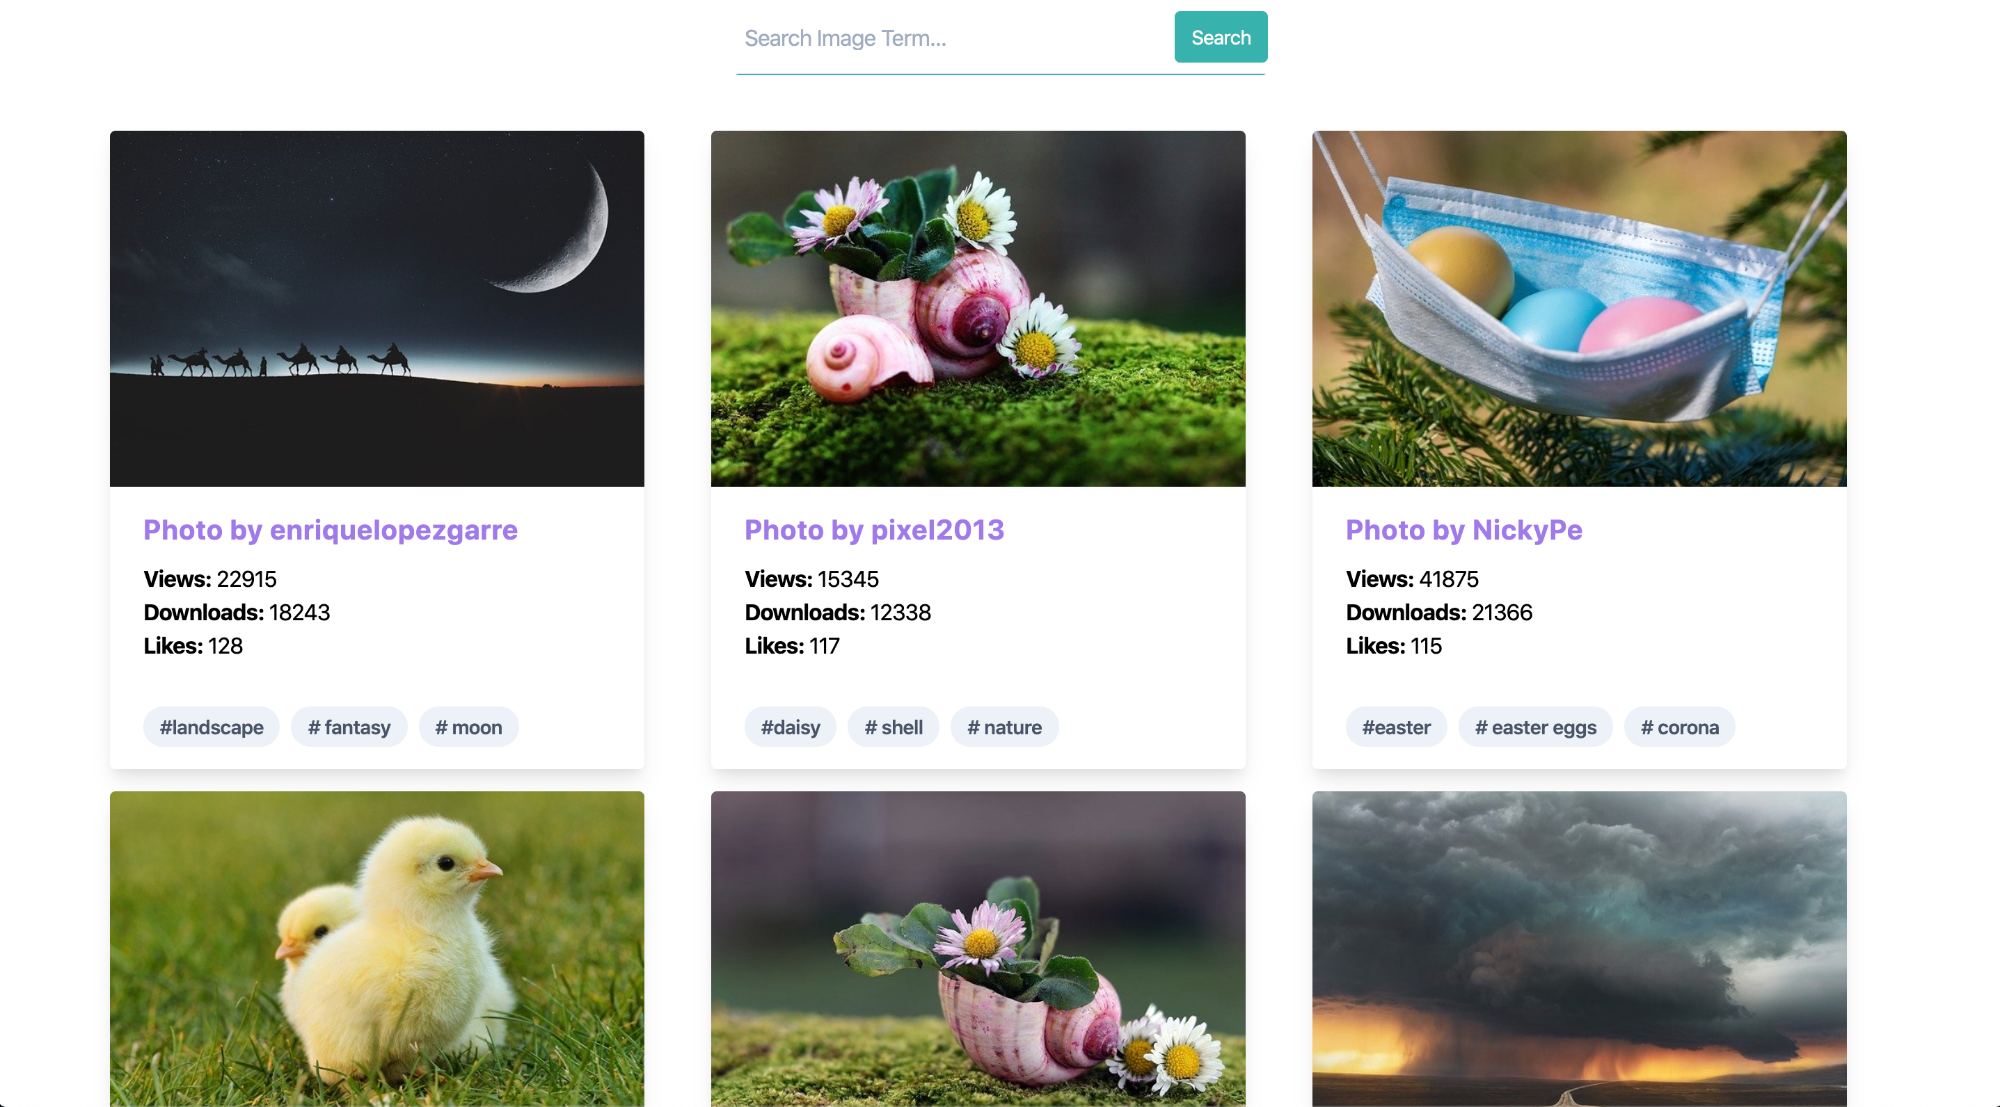 Search Image Term...
Search
Photo by enriquelopezgarre
Views: 22915
Downloads: 18243
Likes: 128
#landscape # fantasy # moon
Photo by pixel2013
Views: 15345
Downloads: 12338
Likes: 117
#daisy # shell # nature
Photo by NickyPe
Views: 41875
Downloads: 21366
Likes: 115
#easter # easter eggs # corona